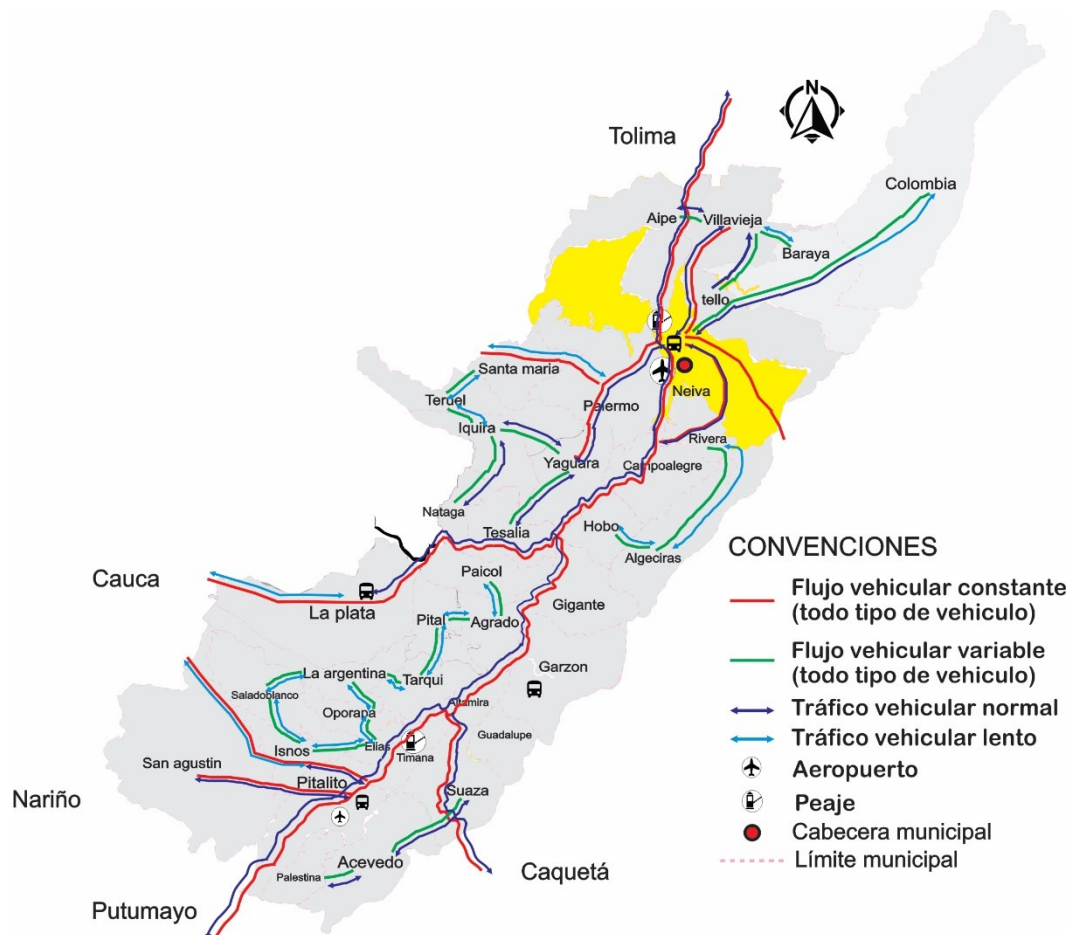 N
Tolima
Colombia
Aipe
Villavieja
Baraya
tello
Santa maria
Neiva
Teruel
Palermo
Iquira
Rivera
Yaguara
Campoalegre
Nataga
Tesalia
Hobo
Algeciras
Cauca
La plata
Paicol
Gigante
Pital
Agrado
Garzon
La argentina
Tarqui
Saladoblanco
Oporapa
Altamira
Isnos
Elias
Timana
Guadalupe
San agustin
Pitalito
Nariño
Suaza
Acevedo
Palestina
Caquetá
Putumayo
CONVENCIONES
Flujo vehicular constante
(todo tipo de vehiculo)
Flujo vehicular variable
(todo tipo de vehículo)
Tráfico vehicular normal
Tráfico vehicular lento
Aeropuerto
Peaje
Cabecera municipal
Límite municipal